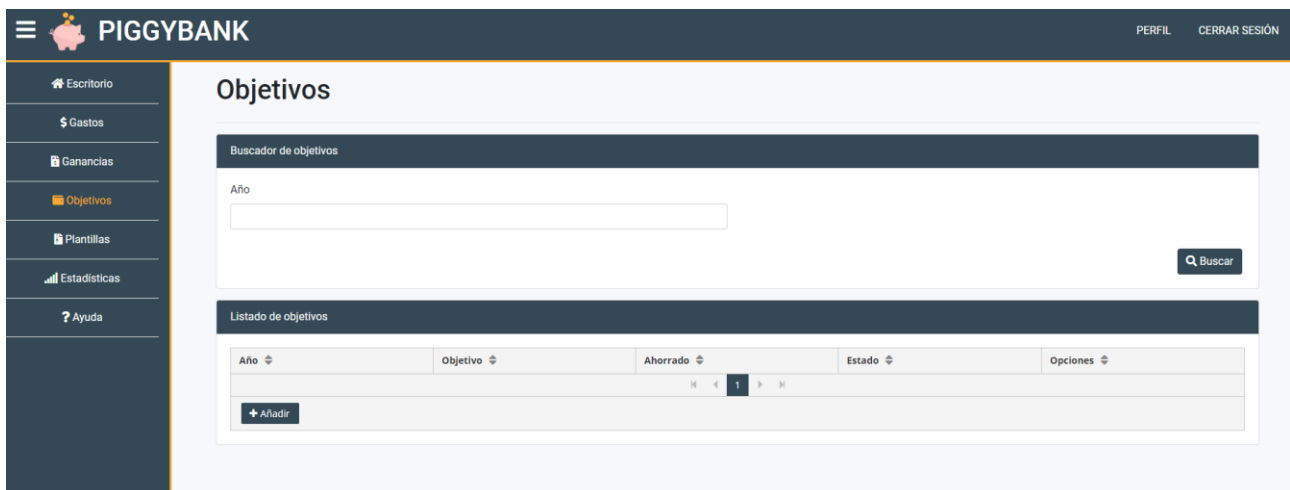 PIGGYBANK
PERFIL CERRAR SESIÓN
Escritorio
$ Gastos
Ganancias
Objetivos
Plantillas
Estadísticas
? Ayuda
Objetivos
Buscador de objetivos
Año
Buscar
Listado de objetivos
Año Objetivo Ahorrado Estado Opciones
1
+ Añadir